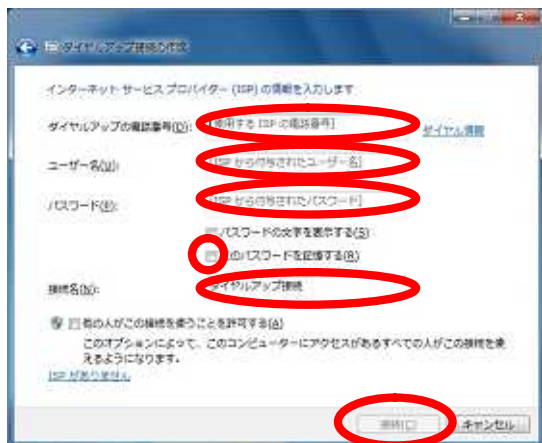 ダイヤルアップ接続の作成
インターネット サービス プロバイダー (ISP) の情報を入力します
ダイヤルアップの電話番号(D): [使用する ISP の電話番号] ダイヤル情報
ユーザー名(U): [ISP から付与されたユーザー名]
パスワード(P): [ISP から付与されたパスワード]
パスワードの文字を表示する(S)
このパスワードを記憶する(R)
接続名(N): ダイヤルアップ接続
他の人がこの接続を使うことを許可する(A)
このオプションによって、このコンピューターにアクセスがあるすべての人がこの接続を使
えるようになります。
ISP がありません
接続(C) キャンセル